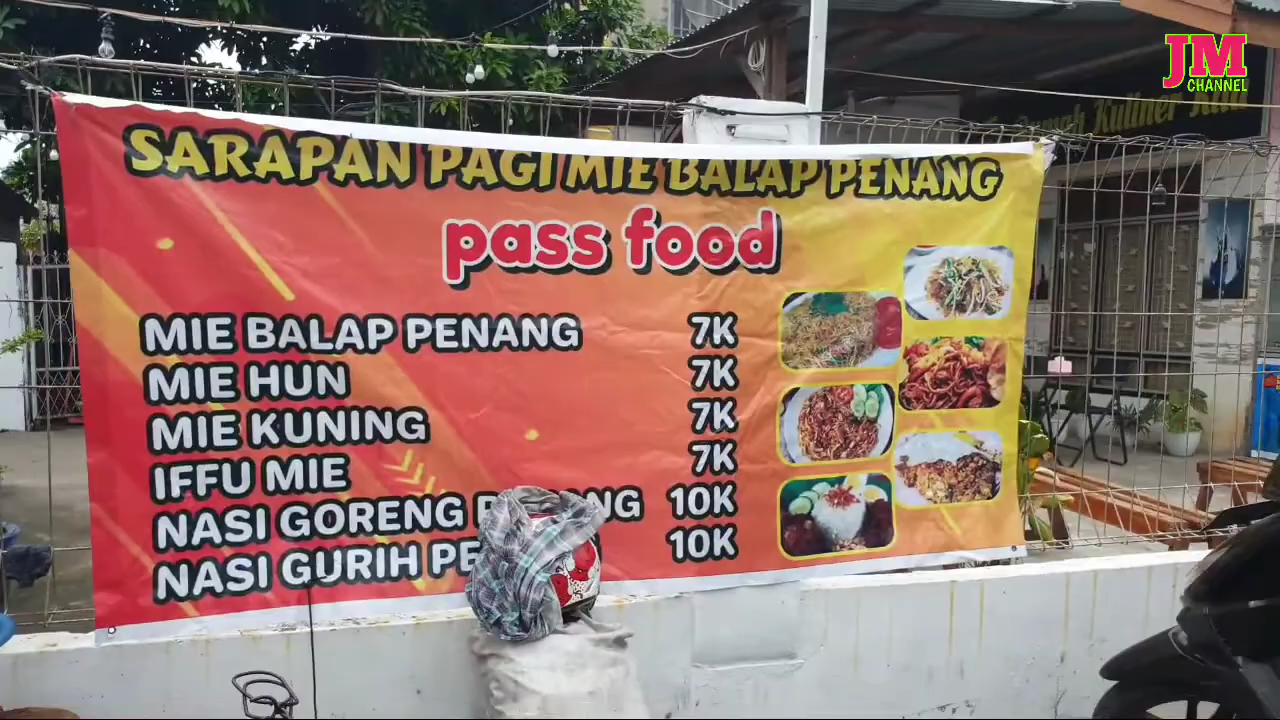 JM
CHANNEL
Kuliner
SARAPAN PAGI MIE BALAP PENANG
pass food
MIE BALAP PENANG 7K
MIE HUN 7K
MIE KUNING 7K
IFFU MIE 7K
NASI GORENG 10K
NASI GURIH 10K